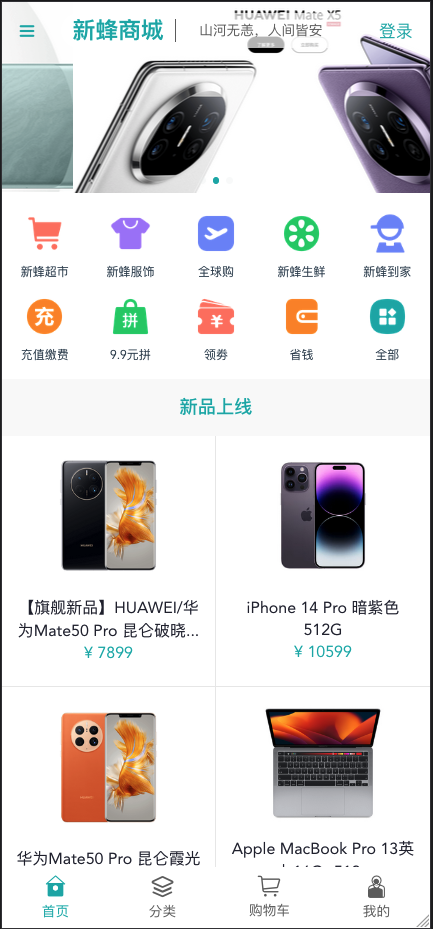 HUAWEI Mate X5
新蜂商城
山河无恙，人间皆安
登录
新蜂超市
新蜂服饰
全球购
新蜂生鲜
新蜂到家
充
拼
¥
充值缴费
9.9元拼
领券
省钱
全部
新品上线
【旗舰新品】HUAWEI/华
为Mate50 Pro 昆仑破晓...
¥ 7899
iPhone 14 Pro 暗紫色
512G
¥ 10599
华为Mate50 Pro 昆仑霞光
Apple MacBook Pro 13英
首页
分类
购物车
我的